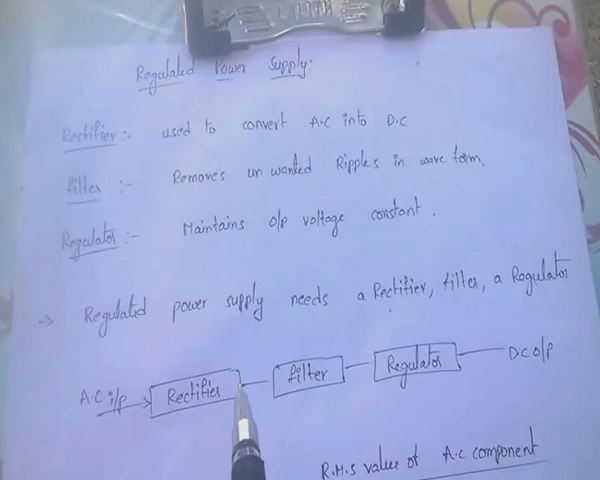 Regulated Power Supply:
Rectifier :- used to convert A.C into D.C
filter :- Removes un wanted Ripples in wave form.
Regulator :- Maintains o/p voltage constant.
→ Regulated power supply needs a Rectifier, filter, a Regulator
A.C i/p Rectifier filter Regulator DC o/p
R.M.S value of A.C component